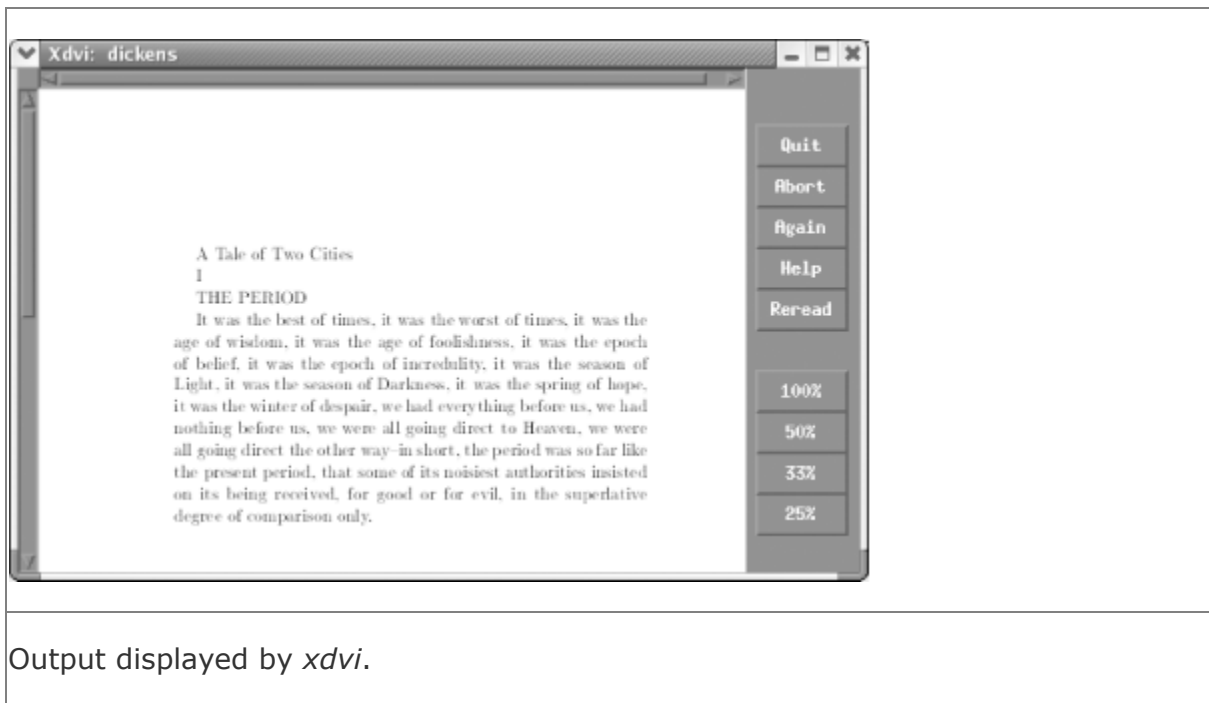 Xdvi: dickens
Quit
Abort
Again
Help
Reread
100%
50%
33%
25%
A Tale of Two Cities
I
THE PERIOD
It was the best of times, it was the worst of times, it was the
age of wisdom, it was the age of foolishness, it was the epoch
of belief, it was the epoch of incredulity, it was the season of
Light, it was the season of Darkness, it was the spring of hope,
it was the winter of despair, we had everything before us, we had
nothing before us, we were all going direct to Heaven, we were
all going direct the other way–in short, the period was so far like
the present period, that some of its noisiest authorities insisted
on its being received, for good or for evil, in the superlative
degree of comparison only.
Output displayed by xdvi.